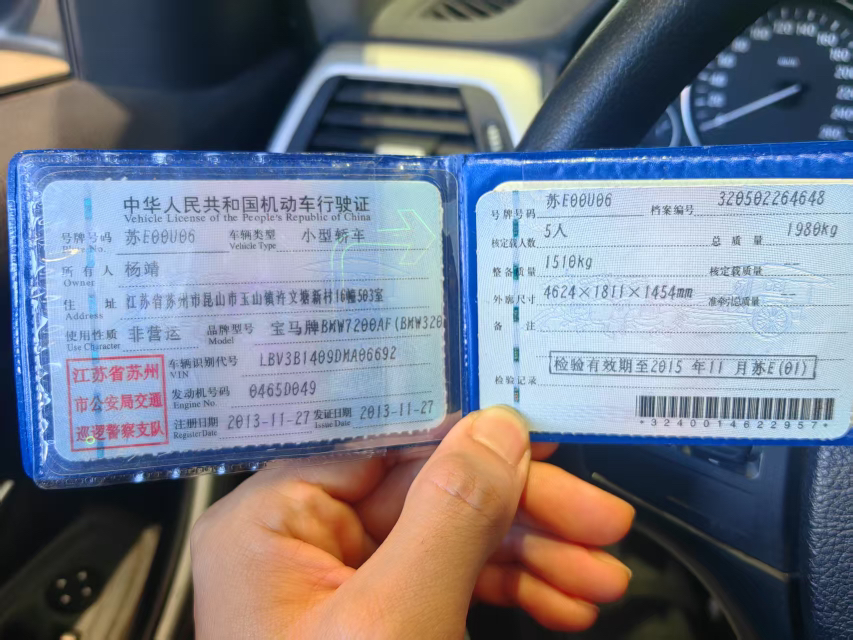 中华人民共和国机动车行驶证
Vehicle License of the People's Republic of China
号牌号码 苏E00U06 车辆类型 小型轿车
Plate No. Vehicle Type
所有人 杨靖
Owner
住址 江苏省苏州市昆山市玉山镇许文塘新村16幢503室
Address
使用性质 非营运 品牌型号 宝马牌BMW7200AF(BMW320
Use Character Model
江苏省苏州
市公安局交通
巡逻警察支队
车辆识别代号 LBV3B1409DMA06692
VIN
发动机号码 0465D049
Engine No.
注册日期 2013-11-27 发证日期 2013-11-27
Register Date Issue Date
号牌号码 苏E00U06 档案编号 320502264648
核定载人数 5人 总质量 1980kg
整备质量 1510kg 核定载质量 --
外廓尺寸 4624×1811×1454mm 准牵总质量 --
备注
检验有效期至2015 年11 月苏E(01)
检验记录
*3240014622957*